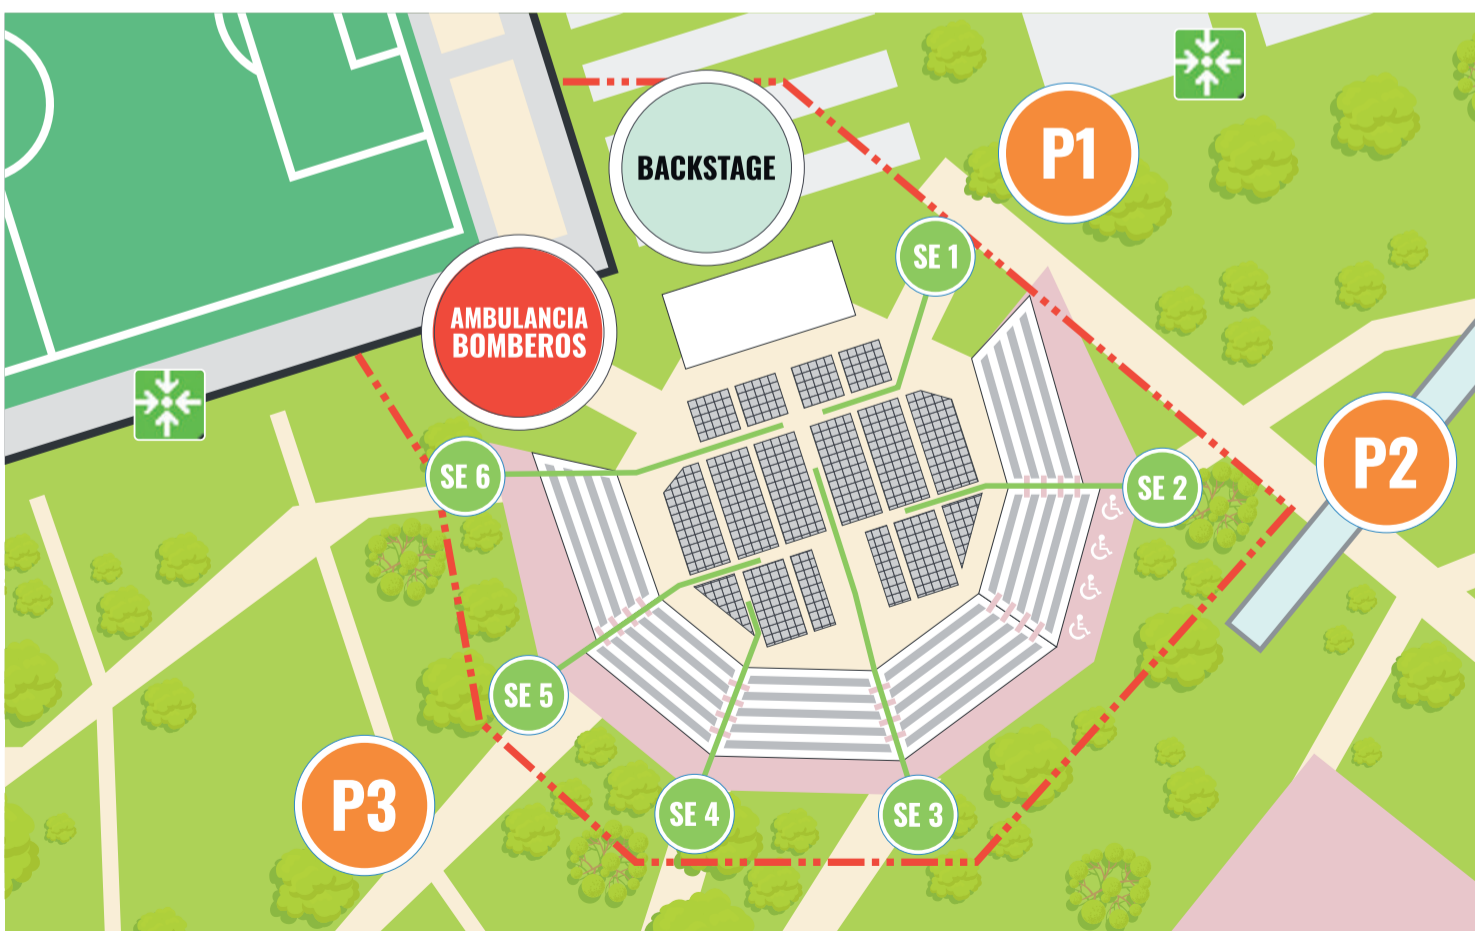 P1
BACKSTAGE
SE 1
AMBULANCIA
BOMBEROS
P2
SE 6
SE 2
SE 5
P3
SE 4
SE 3